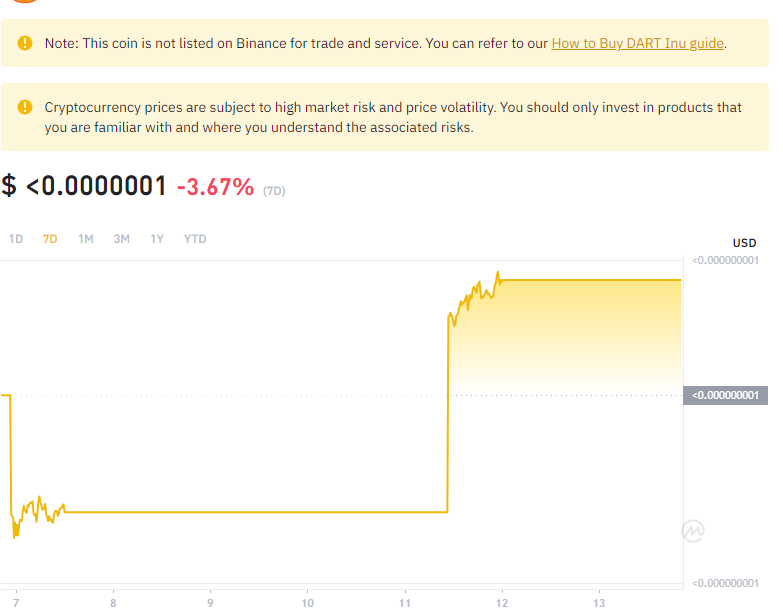 Note: This coin is not listed on Binance for trade and service. You can refer to our How to Buy DART Inu guide.
Cryptocurrency prices are subject to high market risk and price volatility. You should only invest in products that
you are familiar with and where you understand the associated risks.
$ <0.0000001 -3.67% (7D)
1D 7D 1M 3M 1Y YTD
USD
<0.000000001
<0.000000001
<0.000000001
7 8 9 10 11 12 13